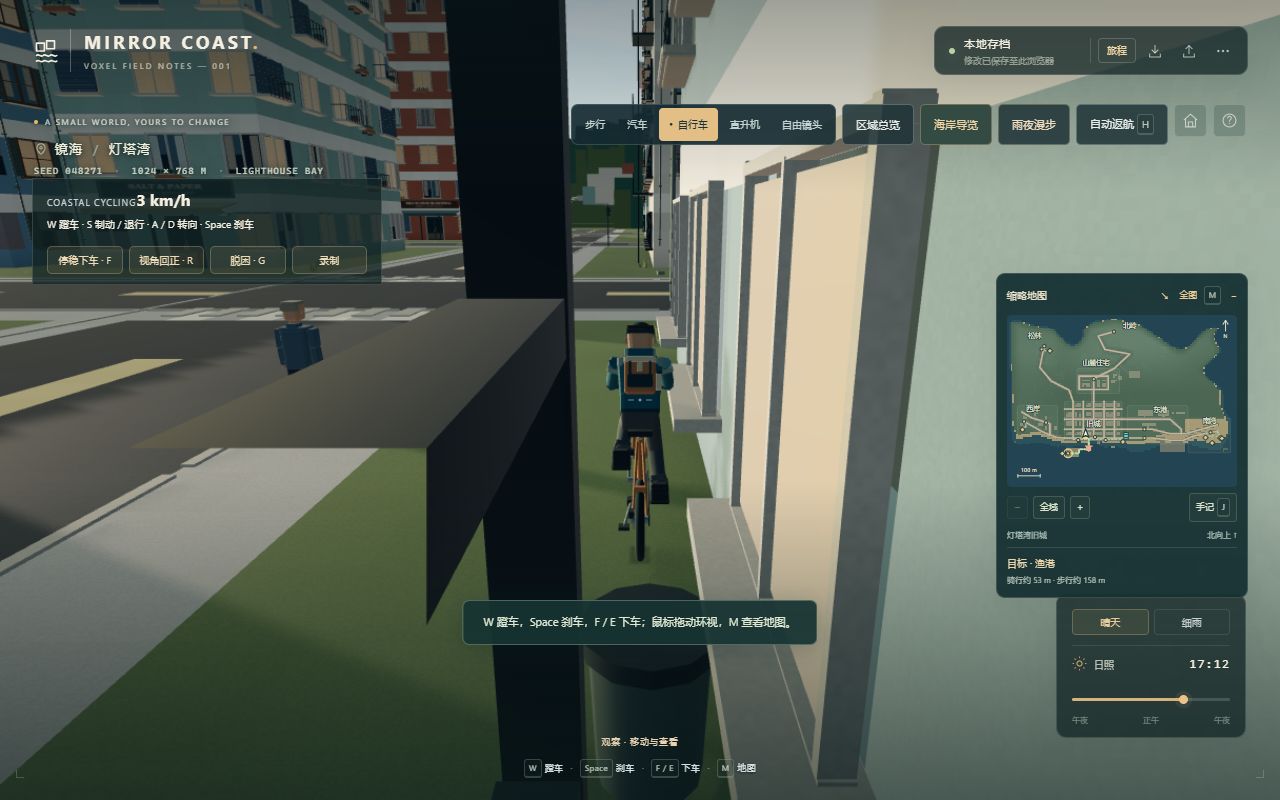 MIRROR COAST.
VOXEL FIELD NOTES — 001
本地存档
修改已保存至此浏览器
旅程
步行
汽车
• 自行车
直升机
自由镜头
区域总览
海岸导览
雨夜漫步
自动返航 H
A SMALL WORLD, YOURS TO CHANGE
镜海 / 灯塔湾
SEED 048271 · 1024 × 768 M · LIGHTHOUSE BAY
SALT & PAPER
COASTAL CYCLING 3 km/h
W 蹬车 · S 制动 / 退行 · A / D 转向 · Space 刹车
停稳下车 · F
视角回正 · R
脱困 · G
录制
缩略地图
↘ 全图 M −
北岭
松林
N
山麓住宅
西岸
东港
旧城
南湾
100 m
− 全域 +
手记 J
灯塔湾旧城
北向上 ↑
目标 · 渔港
骑行约 53 m · 步行约 158 m
晴天
细雨
日照
17:12
午夜
正午
午夜
W 蹬车，Space 刹车，F / E 下车；鼠标拖动环视，M 查看地图。
观察 · 移动与查看
W 蹬车 · Space 刹车 · F / E 下车 · M 地图